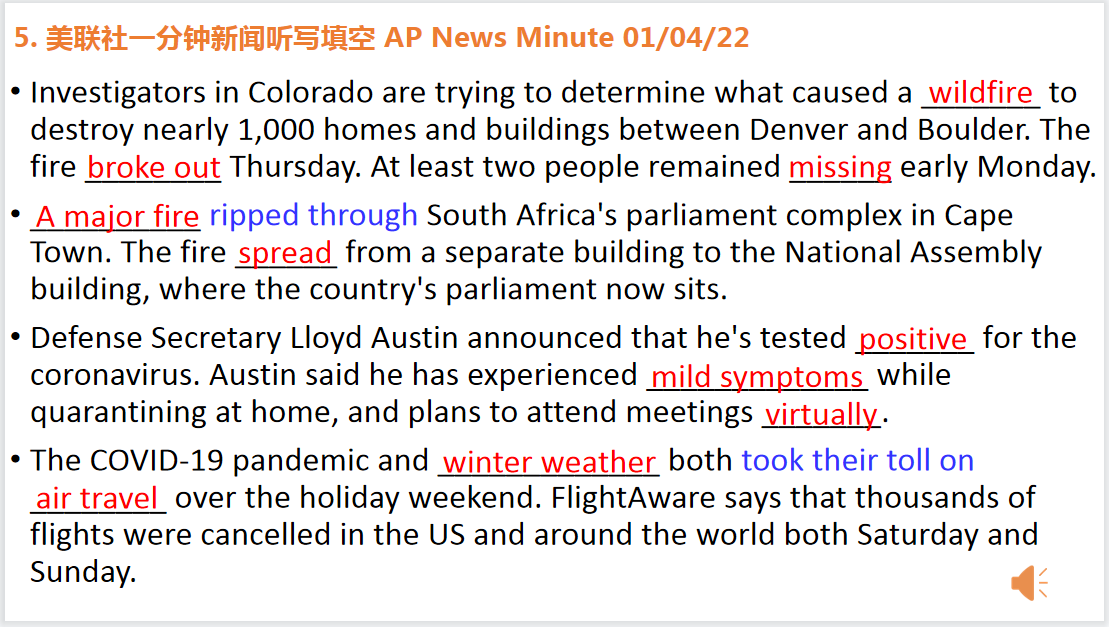 5. 美联社一分钟新闻听写填空 AP News Minute 01/04/22
• Investigators in Colorado are trying to determine what caused a wildfire to
destroy nearly 1,000 homes and buildings between Denver and Boulder. The
fire broke out Thursday. At least two people remained missing early Monday.
• A major fire ripped through South Africa's parliament complex in Cape
Town. The fire spread from a separate building to the National Assembly
building, where the country's parliament now sits.
• Defense Secretary Lloyd Austin announced that he's tested positive for the
coronavirus. Austin said he has experienced mild symptoms while
quarantining at home, and plans to attend meetings virtually.
• The COVID-19 pandemic and winter weather both took their toll on
air travel over the holiday weekend. FlightAware says that thousands of
flights were cancelled in the US and around the world both Saturday and
Sunday.